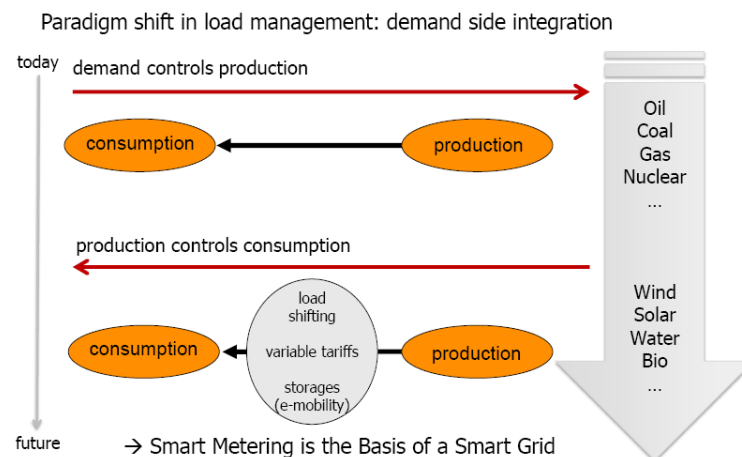 Paradigm shift in load management: demand side integration
today
demand controls production
consumption
production
Oil
Coal
Gas
Nuclear
...
production controls consumption
load
shifting
variable tariffs
storages
(e-mobility)
consumption
production
Wind
Solar
Water
Bio
...
future
→ Smart Metering is the Basis of a Smart Grid